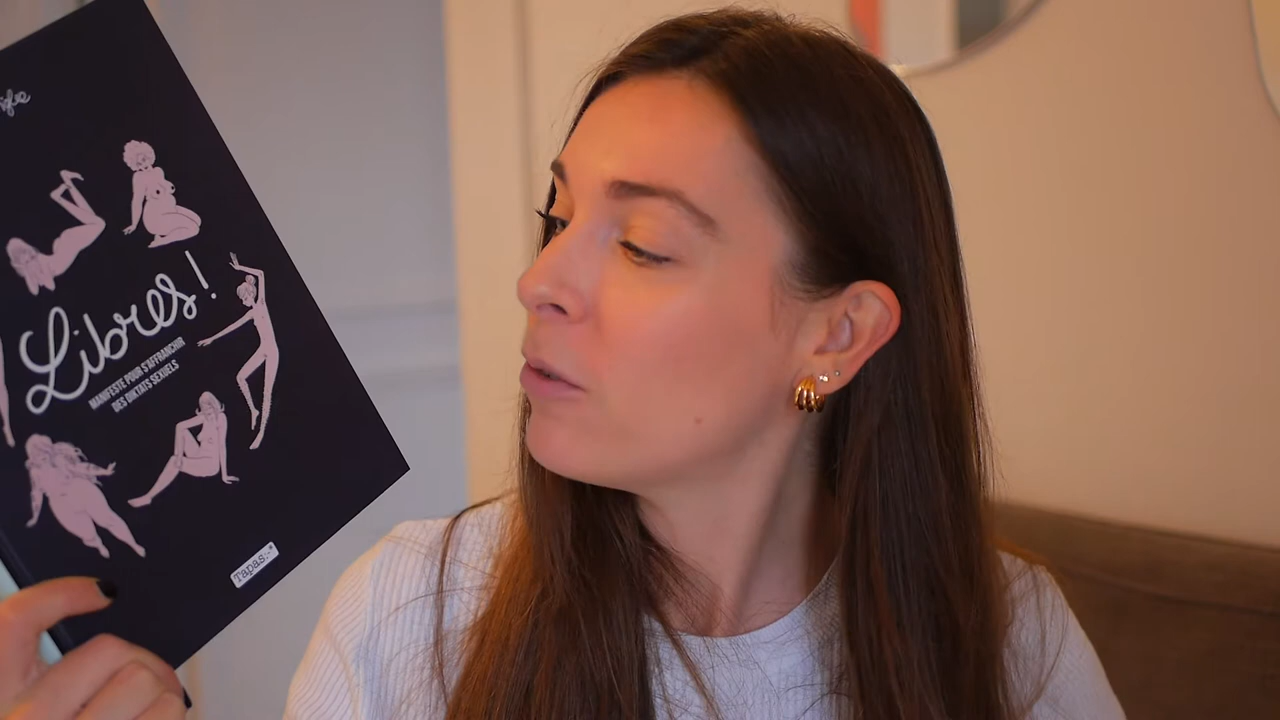 Libres!
MANIFESTE POUR S'AFFRANCHIR
DES DIKTATS SEXUELS
Tapas